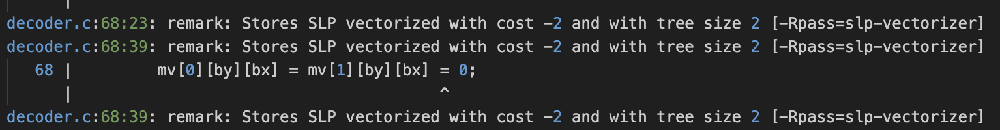 |
decoder.c:68:23: remark: Stores SLP vectorized with cost -2 and with tree size 2 [-Rpass=slp-vectorizer]
decoder.c:68:39: remark: Stores SLP vectorized with cost -2 and with tree size 2 [-Rpass=slp-vectorizer]
   68 |         mv[0][by][bx] = mv[1][by][bx] = 0;
      |                                       ^
decoder.c:68:39: remark: Stores SLP vectorized with cost -2 and with tree size 2 [-Rpass=slp-vectorizer]